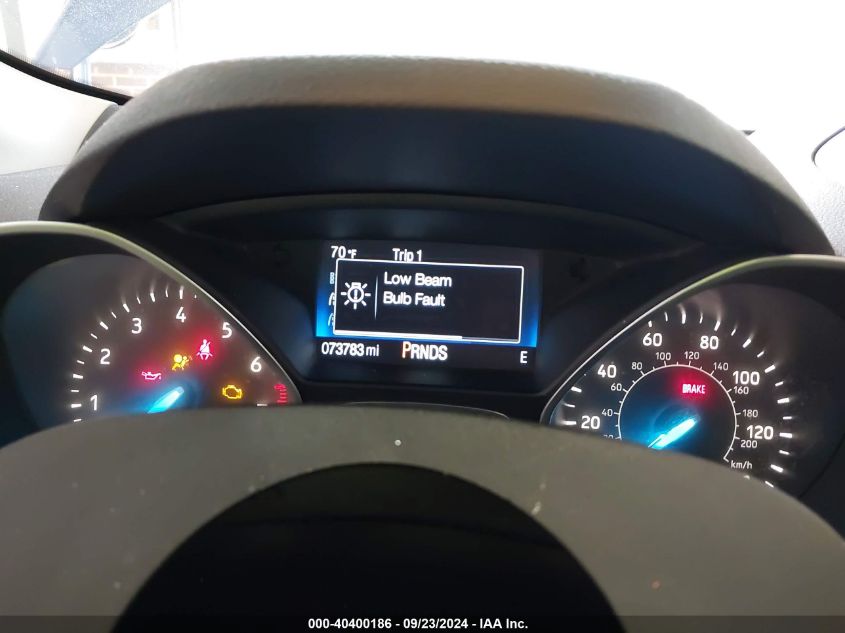 70 °F Trip 1
Low Beam
Bulb Fault
073783 mi PRNDS E
1 2 3 4 5 6
BRAKE
20 40 60 80 100 120
40 60 80 100 120 140 160 180 200
km/h
000-40400186 - 09/23/2024 - IAA Inc.